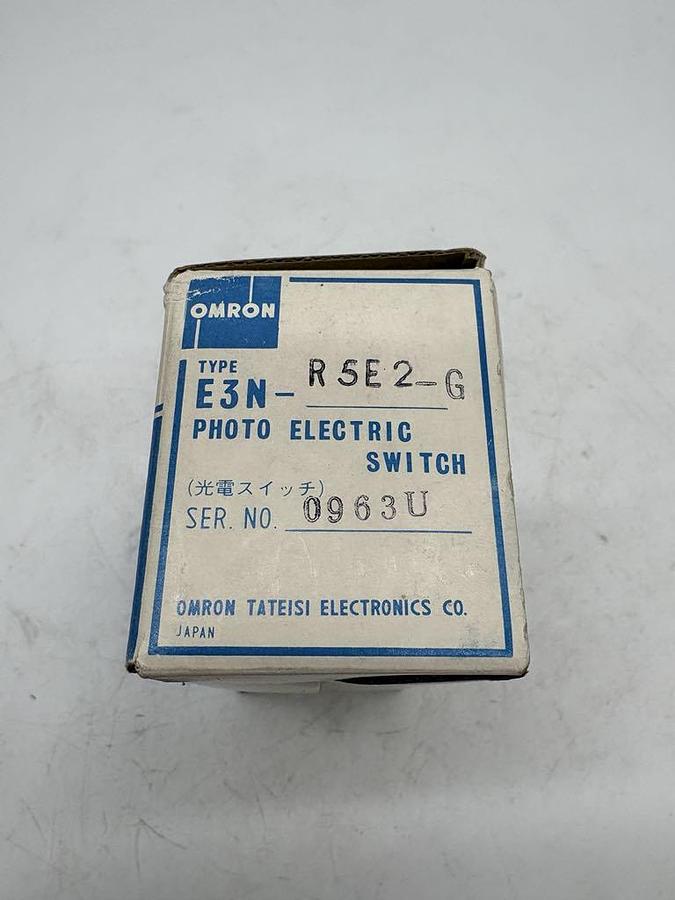 OMRON
TYPE
E3N- R5E2-G
PHOTO ELECTRIC
SWITCH
(光電スイッチ)
SER. NO. 0963U
OMRON TATEISI ELECTRONICS CO.
JAPAN